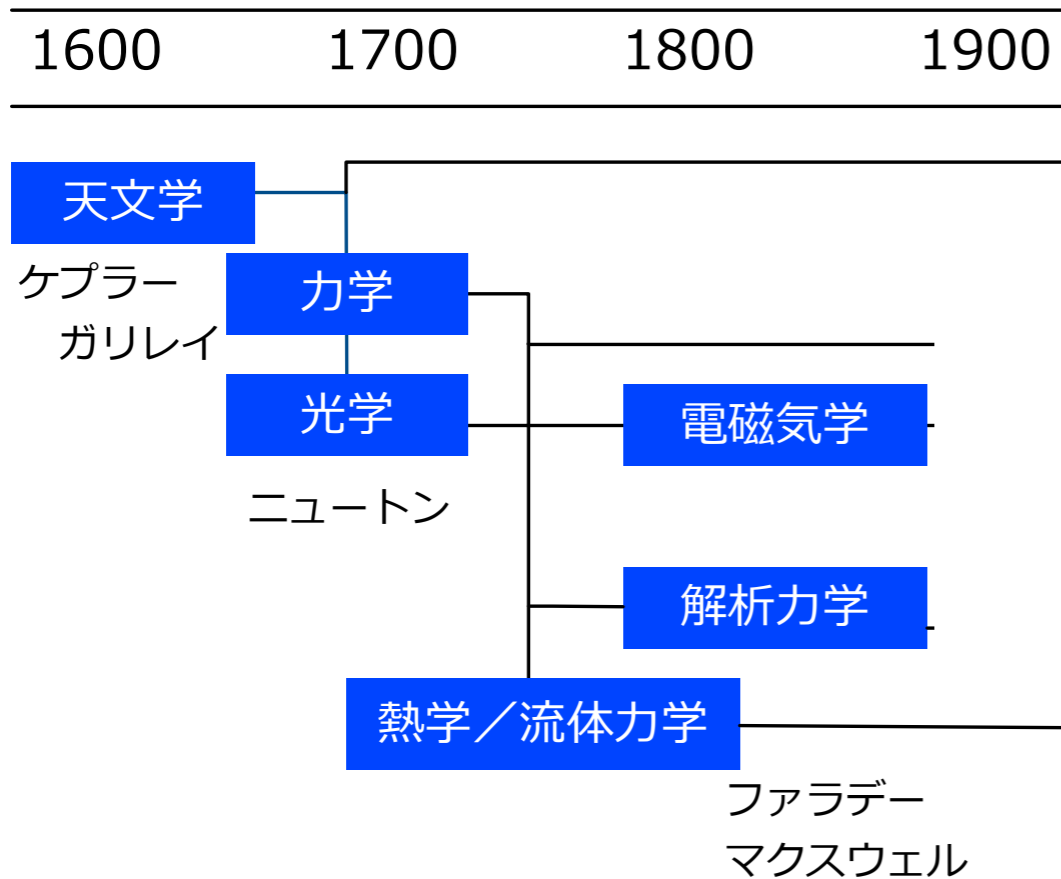 1600 1700 1800 1900
天文学
ケプラー
ガリレイ
力学
光学
電磁気学
ニュートン
解析力学
熱学／流体力学
ファラデー
マクスウェル